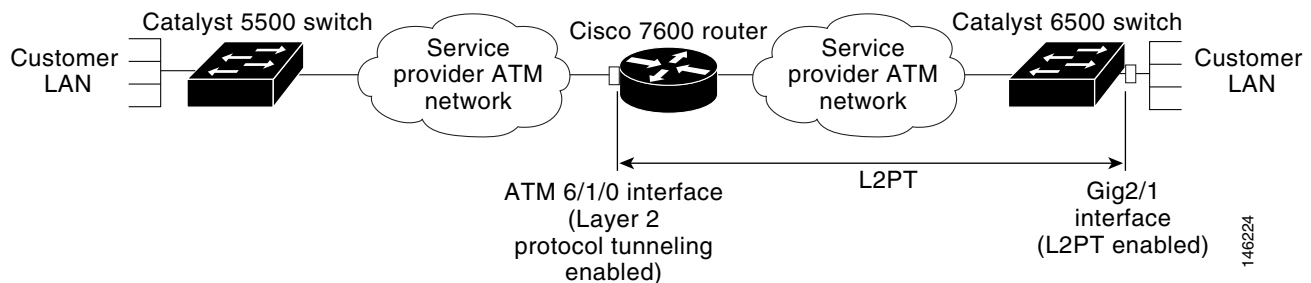 Catalyst 5500 switch
Cisco 7600 router
Catalyst 6500 switch
Customer
LAN
Service
provider ATM
network
Service
provider ATM
network
Customer
LAN
L2PT
ATM 6/1/0 interface
(Layer 2
protocol tunneling
enabled)
Gig2/1
interface
(L2PT enabled)
146224